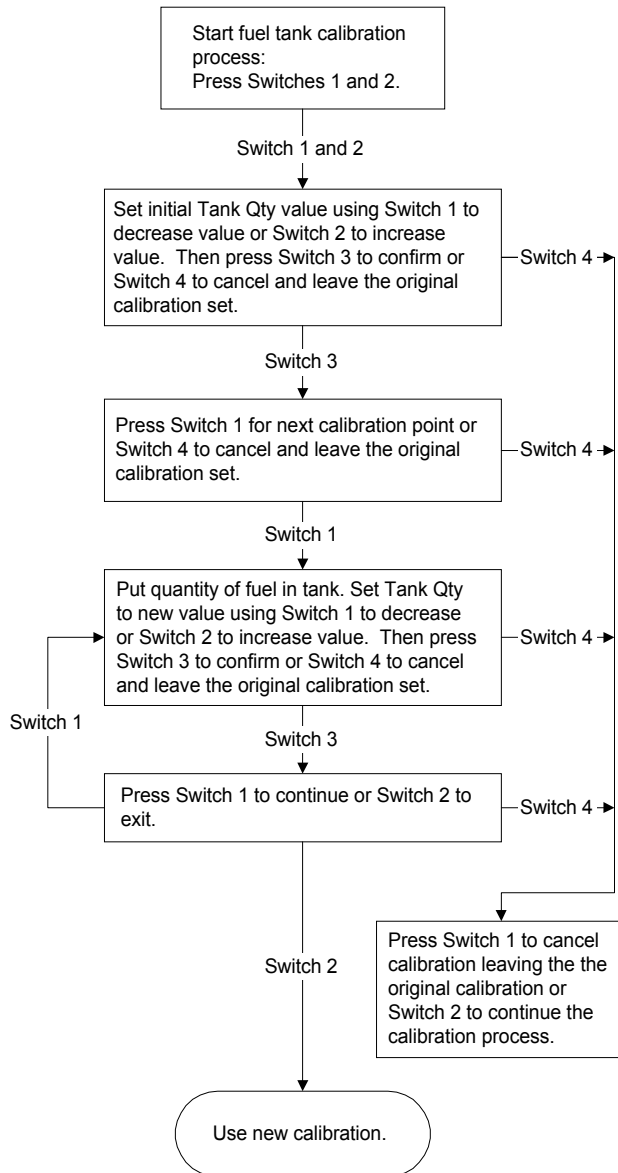 Start fuel tank calibration
process:
Press Switches 1 and 2.
Switch 1 and 2
Set initial Tank Qty value using Switch 1 to
decrease value or Switch 2 to increase
value.  Then press Switch 3 to confirm or
Switch 4 to cancel and leave the original
calibration set.
Switch 4
Switch 3
Press Switch 1 for next calibration point or
Switch 4 to cancel and leave the original
calibration set.
Switch 4
Switch 1
Put quantity of fuel in tank. Set Tank Qty
to new value using Switch 1 to decrease
or Switch 2 to increase value.  Then press
Switch 3 to confirm or Switch 4 to cancel
and leave the original calibration set.
Switch 4
Switch 1
Switch 3
Press Switch 1 to continue or Switch 2 to
exit.
Switch 4
Switch 2
Press Switch 1 to cancel
calibration leaving the the
original calibration or
Switch 2 to continue the
calibration process.
Use new calibration.